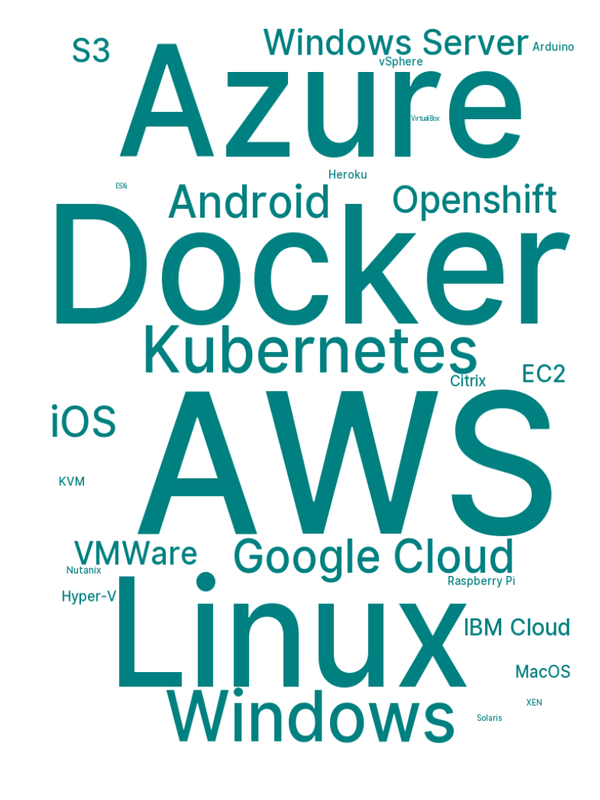 S3
Windows Server
Arduino
vSphere
Azure
VirtualBox
Heroku
ESXi
Android
Openshift
Docker
Kubernetes
Citrix
EC2
AWS
iOS
KVM
VMWare
Google Cloud
Nutanix
Raspberry Pi
Hyper-V
Linux
IBM Cloud
MacOS
Windows
XEN
Solaris